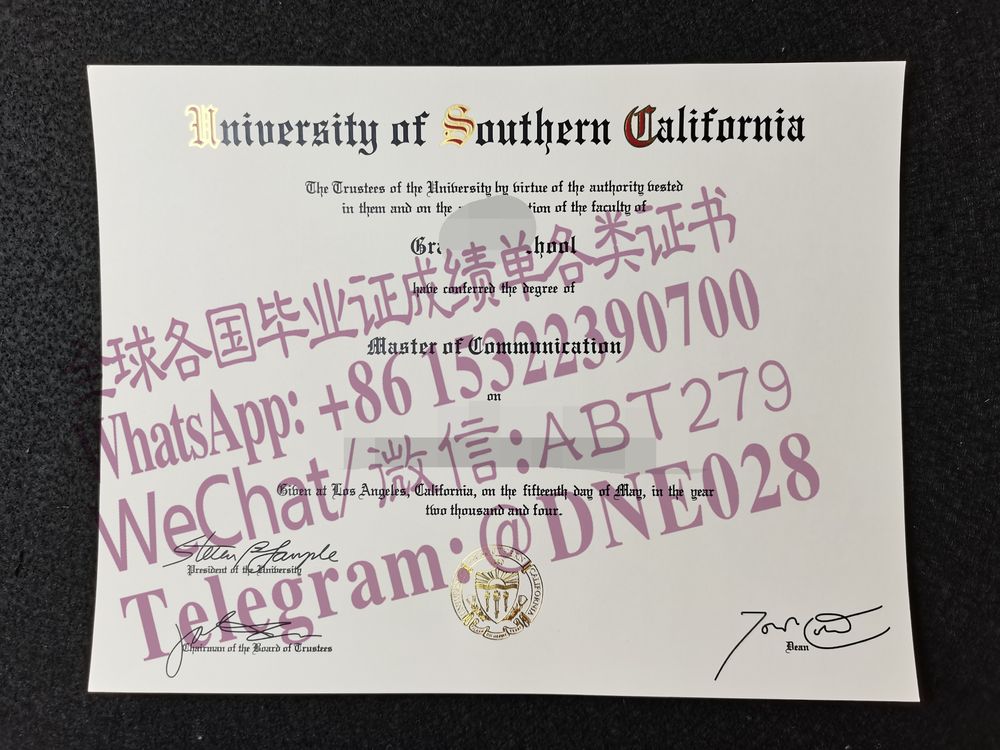 University of Southern California
The Trustees of the University by virtue of the authority vested
in them and on the tion of the faculty of
hool
have conferred the degree of
球各国毕业证成绩单各类证书
Master of Communication
WhatsApp: +86 15322390700
on
WeChat/微信:ABT279
Given at Los Angeles, California, on the fifteenth day of May, in the year
two thousand and four.
Telegram: @DNE028
President of the University
Chairman of the Board of Trustees
Dean